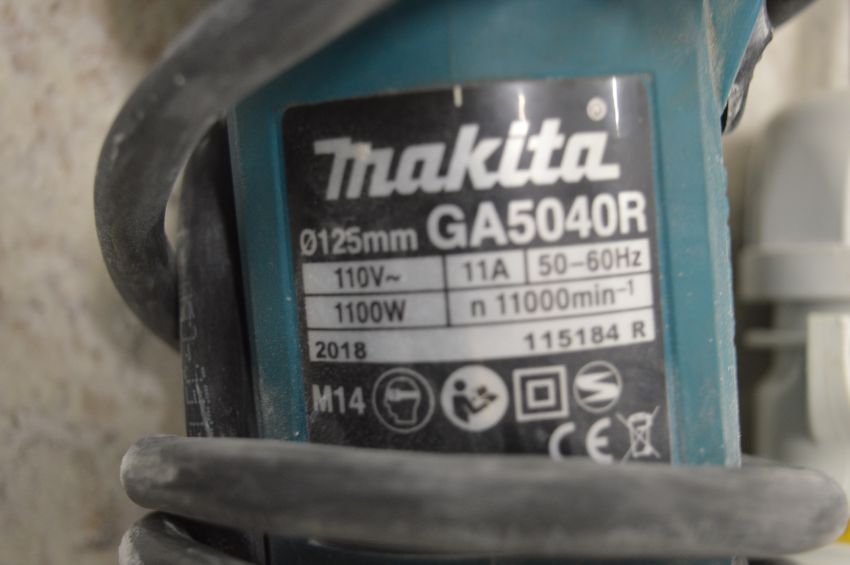 makita
Ø125mm GA5040R
110V~ 11A 50-60Hz
1100W n 11000min⁻¹
2018 115184 R
M14
CE